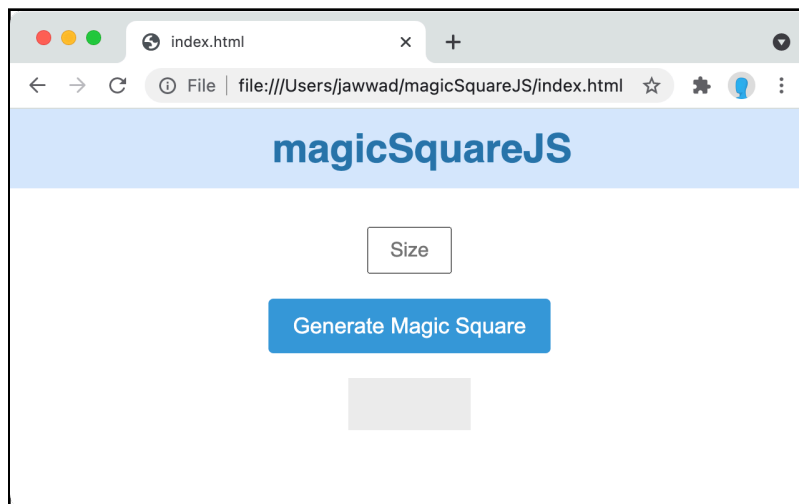 index.html
File file:///Users/jawwad/magicSquareJS/index.html
magicSquareJS
Size
Generate Magic Square